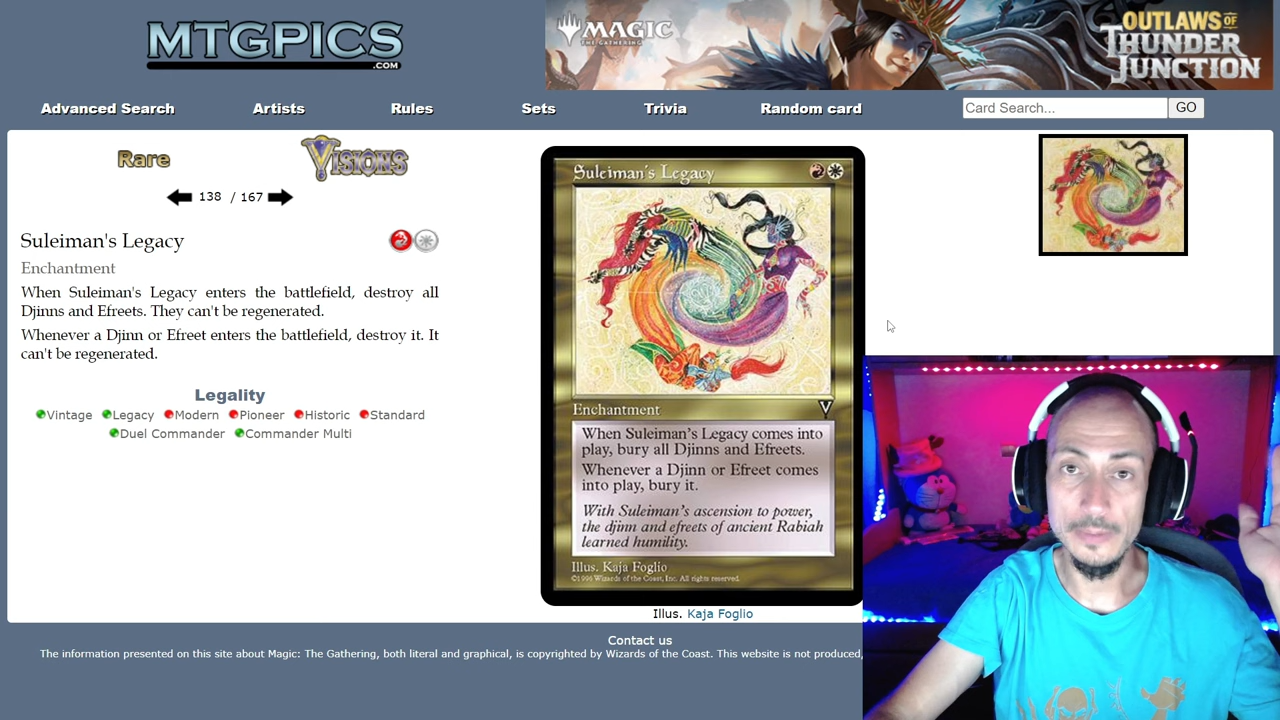 MTGPICS
.COM
MAGIC
THE GATHERING
OUTLAWS OF
THUNDER
JUNCTION
Advanced Search
Artists
Rules
Sets
Trivia
Random card
Card Search...
GO
Rare
VISIONS
138 / 167
Suleiman's Legacy
Enchantment
When Suleiman's Legacy enters the battlefield, destroy all
Djinns and Efreets. They can't be regenerated.
Whenever a Djinn or Efreet enters the battlefield, destroy it. It
can't be regenerated.
Legality
Vintage Legacy Modern Pioneer Historic Standard
Duel Commander Commander Multi
Suleiman's Legacy
Enchantment
When Suleiman's Legacy comes into
play, bury all Djinns and Efreets.
Whenever a Djinn or Efreet comes
into play, bury it.
With Suleiman's ascension to power,
the djinn and efreets of ancient Rabiah
learned humility.
Illus. Kaja Foglio
©1996 Wizards of the Coast, Inc. All rights reserved.
Illus. Kaja Foglio
Contact us
The information presented on this site about Magic: The Gathering, both literal and graphical, is copyrighted by Wizards of the Coast. This website is not produced,